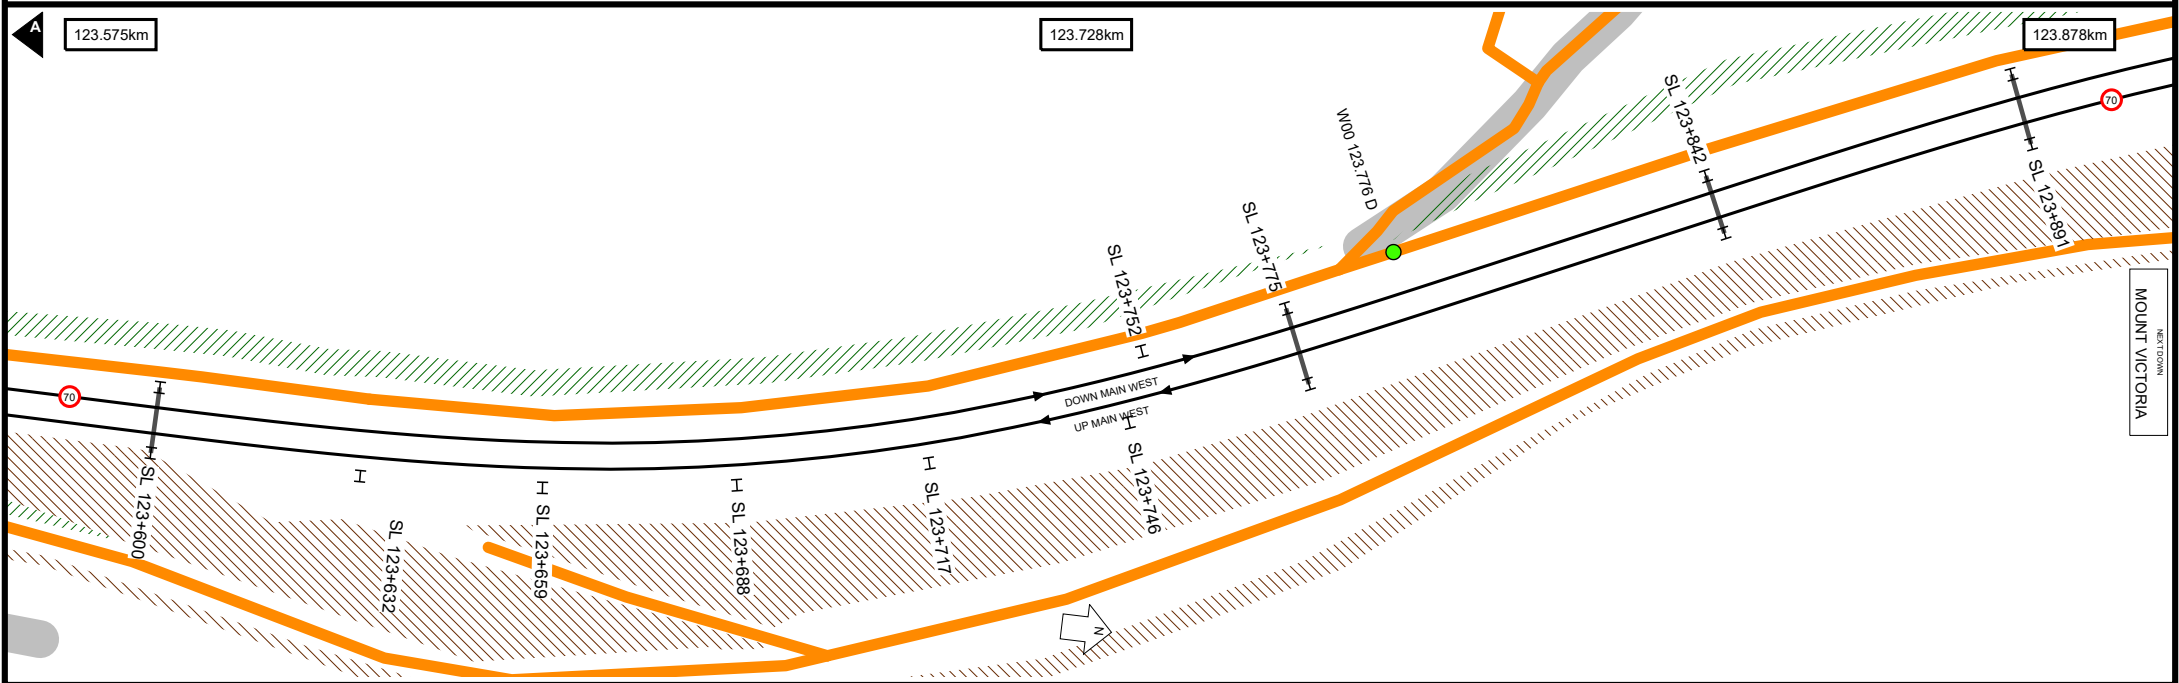 A
123.575km
123.728km
123.878km
70
W00 123.776 D
SL 123+842
SL 123+775
SL 123+752
SL 123+891
70
DOWN MAIN WEST
UP MAIN WEST
SL 123+600
SL 123+632
SL 123+659
SL 123+688
SL 123+717
SL 123+746
N
NEXT DOWN
MOUNT VICTORIA